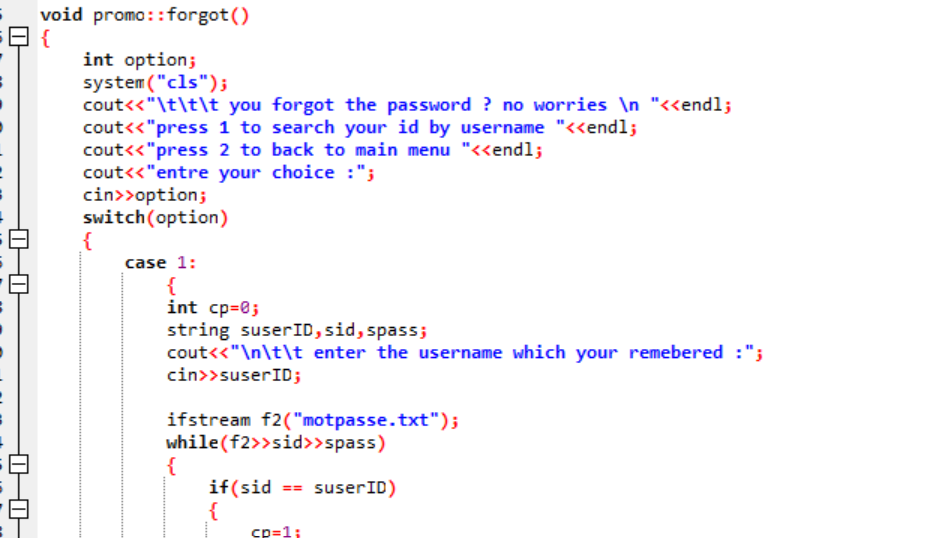 void promo::forgot()
{
int option;
system("cls");
cout<<"\t\t\t you forgot the password ? no worries \n "<<endl;
cout<<"press 1 to search your id by username "<<endl;
cout<<"press 2 to back to main menu "<<endl;
cout<<"entre your choice :";
cin>>option;
switch(option)
{
case 1:
{
int cp=0;
string suserID,sid,spass;
cout<<"\n\t\t enter the username which your remebered :";
cin>>suserID;
ifstream f2("motpasse.txt");
while(f2>>sid>>spass)
{
if(sid == suserID)
{
cp=1;